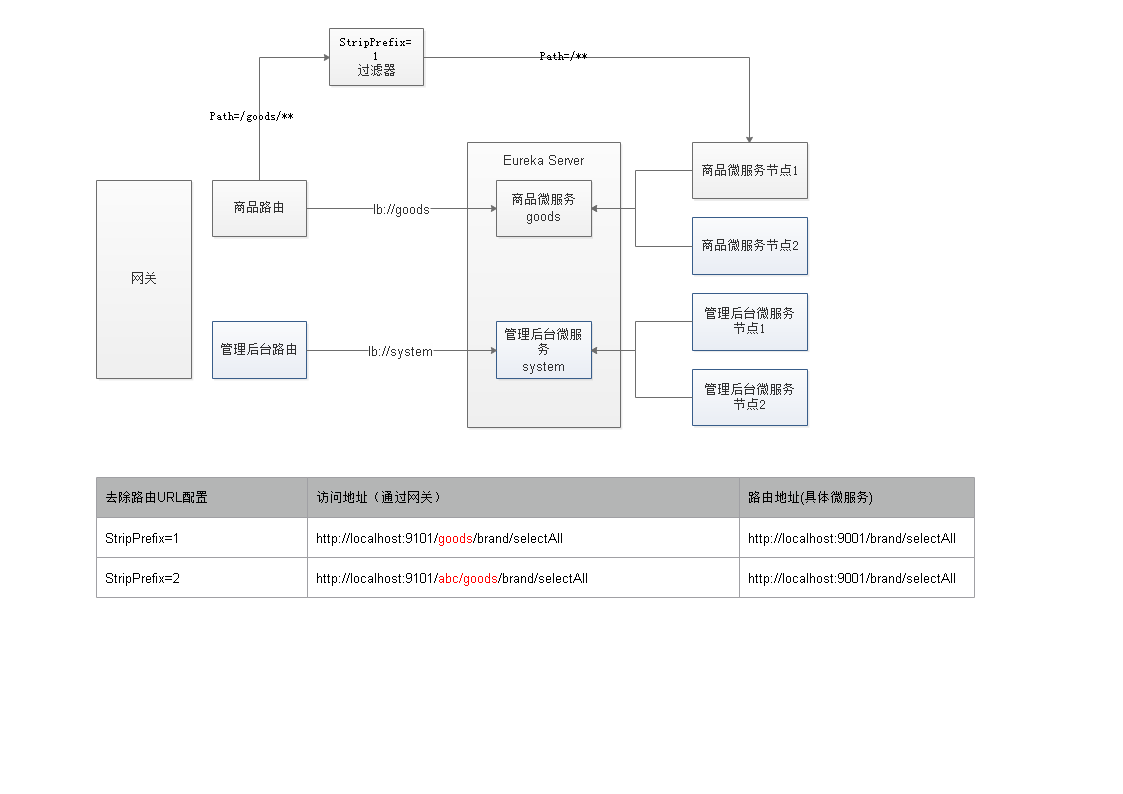 StripPrefix=
1
过滤器
Path=/**
Path=/goods/**
Eureka Server
商品微服务节点1
网关
商品路由
lb://goods
商品微服务
goods
商品微服务节点2
管理后台路由
lb://system
管理后台微服
务
system
管理后台微服务
节点1
管理后台微服务
节点2
去除路由URL配置
访问地址（通过网关）
路由地址(具体微服务)
StripPrefix=1
http://localhost:9101/goods/brand/selectAll
http://localhost:9001/brand/selectAll
StripPrefix=2
http://localhost:9101/abc/goods/brand/selectAll
http://localhost:9001/brand/selectAll